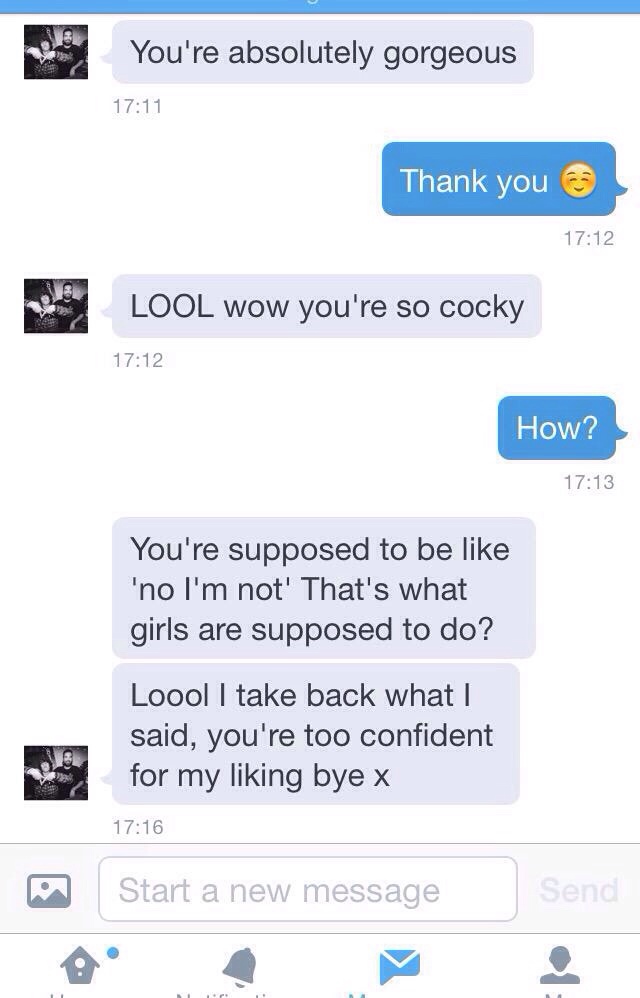 You're absolutely gorgeous
17:11
Thank you ☺️
17:12
LOOL wow you're so cocky
17:12
How?
17:13
You're supposed to be like
'no I'm not' That's what
girls are supposed to do?
Loool I take back what I
said, you're too confident
for my liking bye x
17:16
Start a new message
Send